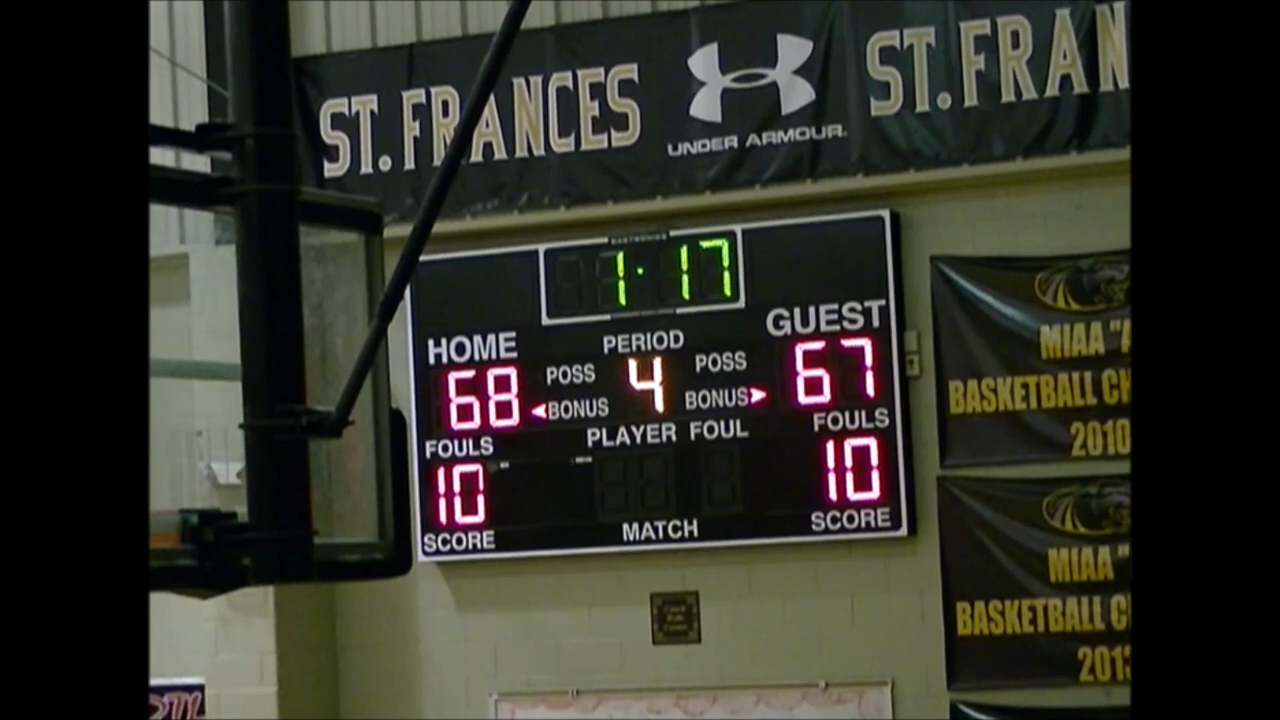 ST. FRANCES
UNDER ARMOUR.
ST. FRAN
DAKTRONICS
1:17
HOME
68
PERIOD
4
GUEST
67
POSS
BONUS
POSS
BONUS
FOULS
10
PLAYER FOUL
FOULS
10
SCORE
MATCH
SCORE
MIAA "A
BASKETBALL CH
2010
MIAA "
BASKETBALL C
2013